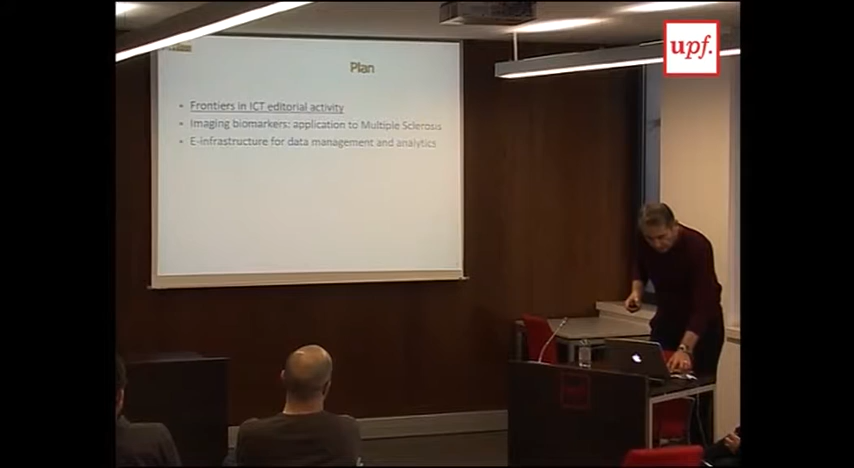 upf.
Plan
• Frontiers in ICT editorial activity
• Imaging biomarkers: application to Multiple Sclerosis
• E-infrastructure for data management and analytics